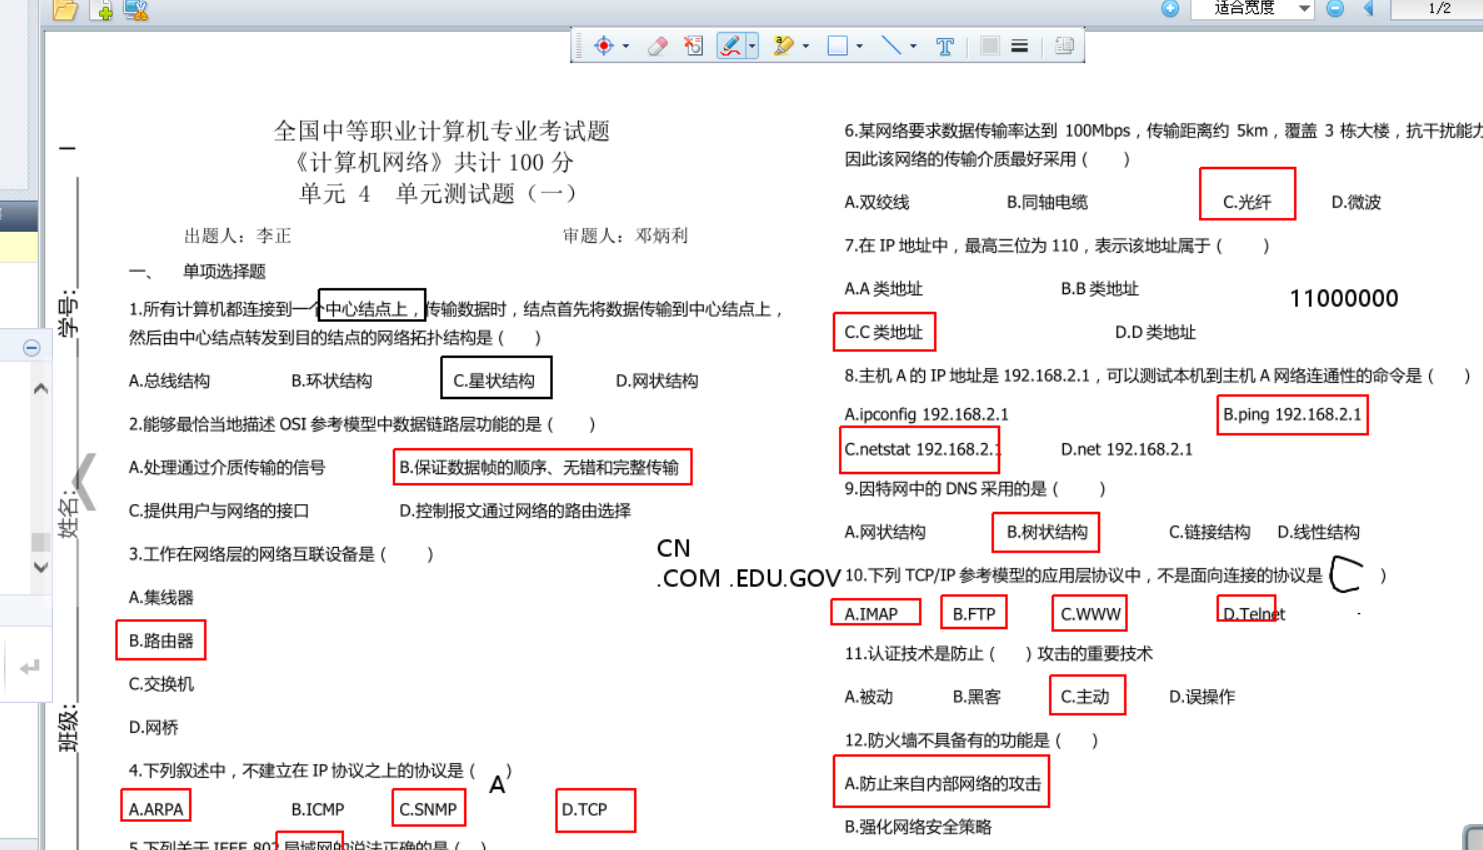 适合宽度
1/2
全国中等职业计算机专业考试题
《计算机网络》共计 100 分
单元 4 单元测试题（一）
出题人：李正 审题人：邓炳利
学号:
姓名:
班级:
一、 单项选择题
1.所有计算机都连接到一个中心结点上，传输数据时，结点首先将数据传输到中心结点上，
然后由中心结点转发到目的结点的网络拓扑结构是（ ）
A.总线结构 B.环状结构 C.星状结构 D.网状结构
2.能够最恰当地描述 OSI 参考模型中数据链路层功能的是（ ）
A.处理通过介质传输的信号 B.保证数据帧的顺序、无错和完整传输
C.提供用户与网络的接口 D.控制报文通过网络的路由选择
3.工作在网络层的网络互联设备是（ ）
A.集线器
B.路由器
C.交换机
D.网桥
CN
.COM .EDU.GOV
4.下列叙述中，不建立在 IP 协议之上的协议是（ A ）
A.ARPA B.ICMP C.SNMP D.TCP
5.下列关于 IEEE 802 局域网的说法正确的是（ ）
6.某网络要求数据传输率达到 100Mbps，传输距离约 5km，覆盖 3 栋大楼，抗干扰能力
因此该网络的传输介质最好采用（ ）
A.双绞线 B.同轴电缆 C.光纤 D.微波
7.在 IP 地址中，最高三位为 110，表示该地址属于（ ）
A.A 类地址 B.B 类地址
11000000
C.C 类地址 D.D 类地址
8.主机 A 的 IP 地址是 192.168.2.1，可以测试本机到主机 A 网络连通性的命令是（ ）
A.ipconfig 192.168.2.1 B.ping 192.168.2.1
C.netstat 192.168.2.1 D.net 192.168.2.1
9.因特网中的 DNS 采用的是（ ）
A.网状结构 B.树状结构 C.链接结构 D.线性结构
10.下列 TCP/IP 参考模型的应用层协议中，不是面向连接的协议是（ ）
A.IMAP B.FTP C.WWW D.Telnet
11.认证技术是防止（ ）攻击的重要技术
A.被动 B.黑客 C.主动 D.误操作
12.防火墙不具备有的功能是（ ）
A.防止来自内部网络的攻击
B.强化网络安全策略